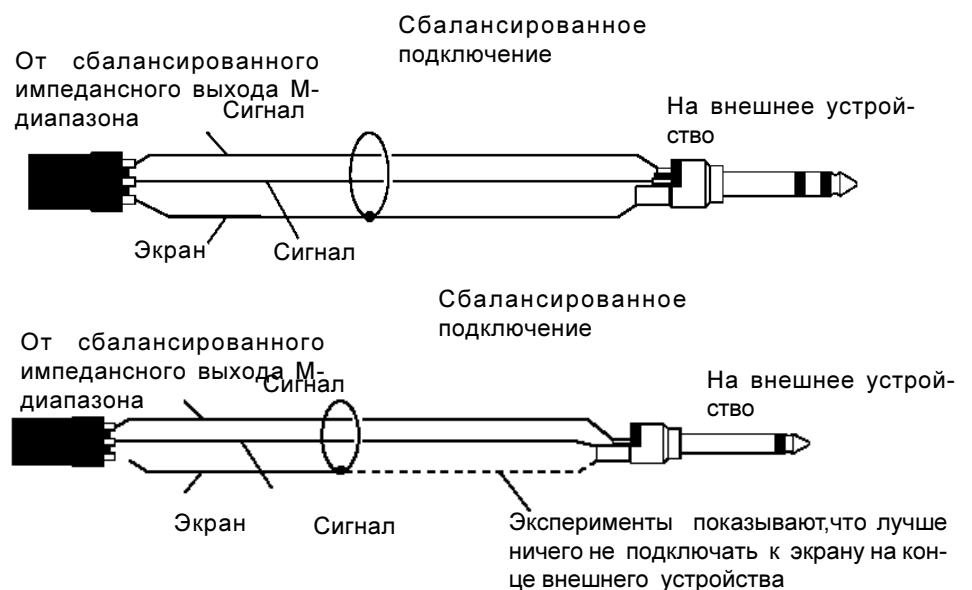 Сбалансированное
подключение
От сбалансированного
импедансного выхода М-
диапазона
Сигнал
На внешнее устрой-
ство
Экран
Сигнал
Сбалансированное
подключение
От сбалансированного
импедансного выхода М-
диапазона
Сигнал
На внешнее устрой-
ство
Экран
Сигнал
Эксперименты показывают,что лучше
ничего не подключать к экрану на кон-
це внешнего устройства